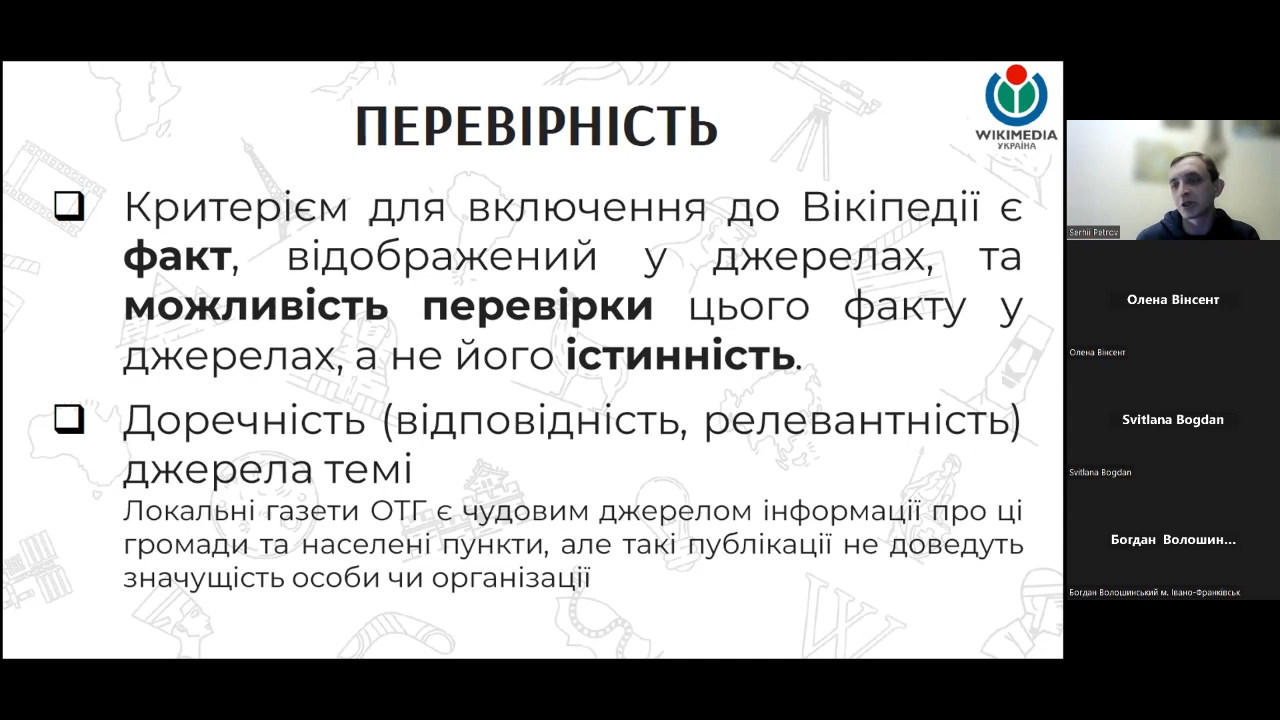 ПЕРЕВІРНІСТЬ
WIKIMEDIA
УКРАЇНА
Критерієм для включення до Вікіпедії є
факт, відображений у джерелах, та
можливість перевірки цього факту у
джерелах, а не його істинність.
Доречність (відповідність, релевантність)
джерела темі
Локальні газети ОТГ є чудовим джерелом інформації про ці
громади та населені пункти, але такі публікації не доведуть
значущість особи чи організації
Serhii Petrov
Олена Вінсент
Олена Вінсент
Svitlana Bogdan
Svitlana Bogdan
Богдан Волошин...
Богдан Волошинський м. Івано-Франківськ